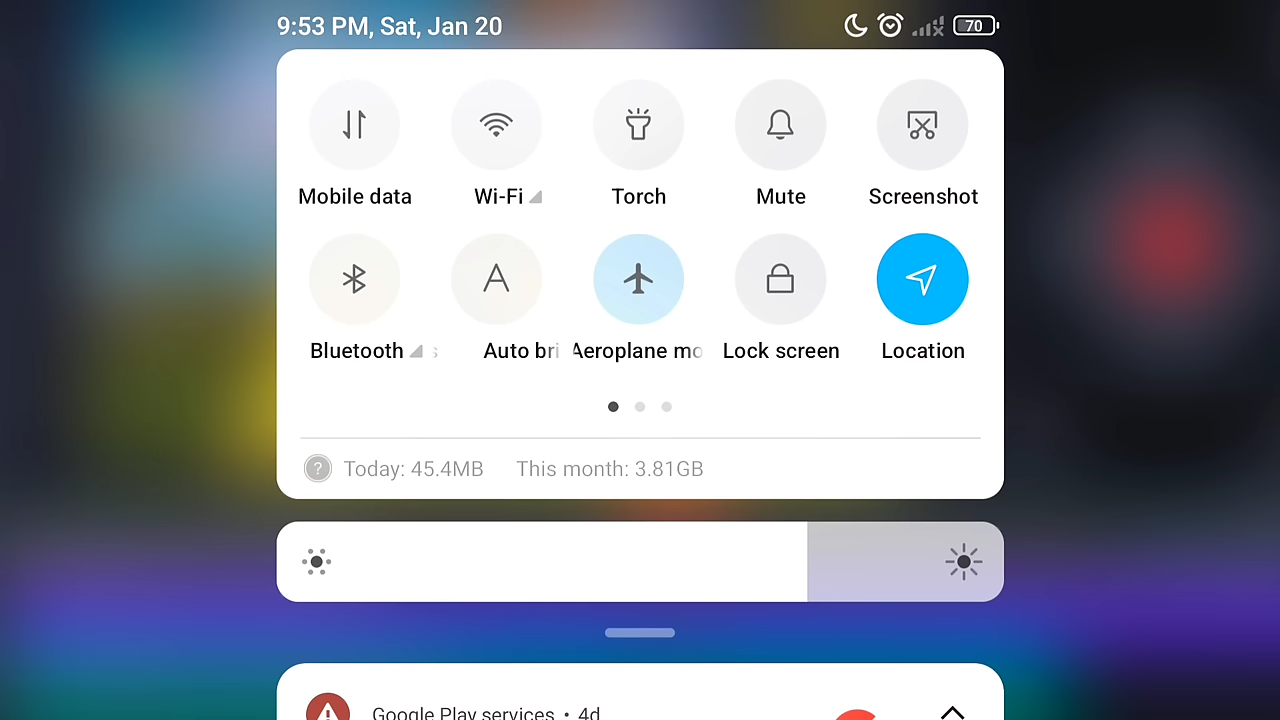 9:53 PM, Sat, Jan 20 70
Mobile data Wi-Fi Torch Mute Screenshot
A
Bluetooth Auto bri Aeroplane mo Lock screen Location
? Today: 45.4MB This month: 3.81GB
Google Play services • 4d